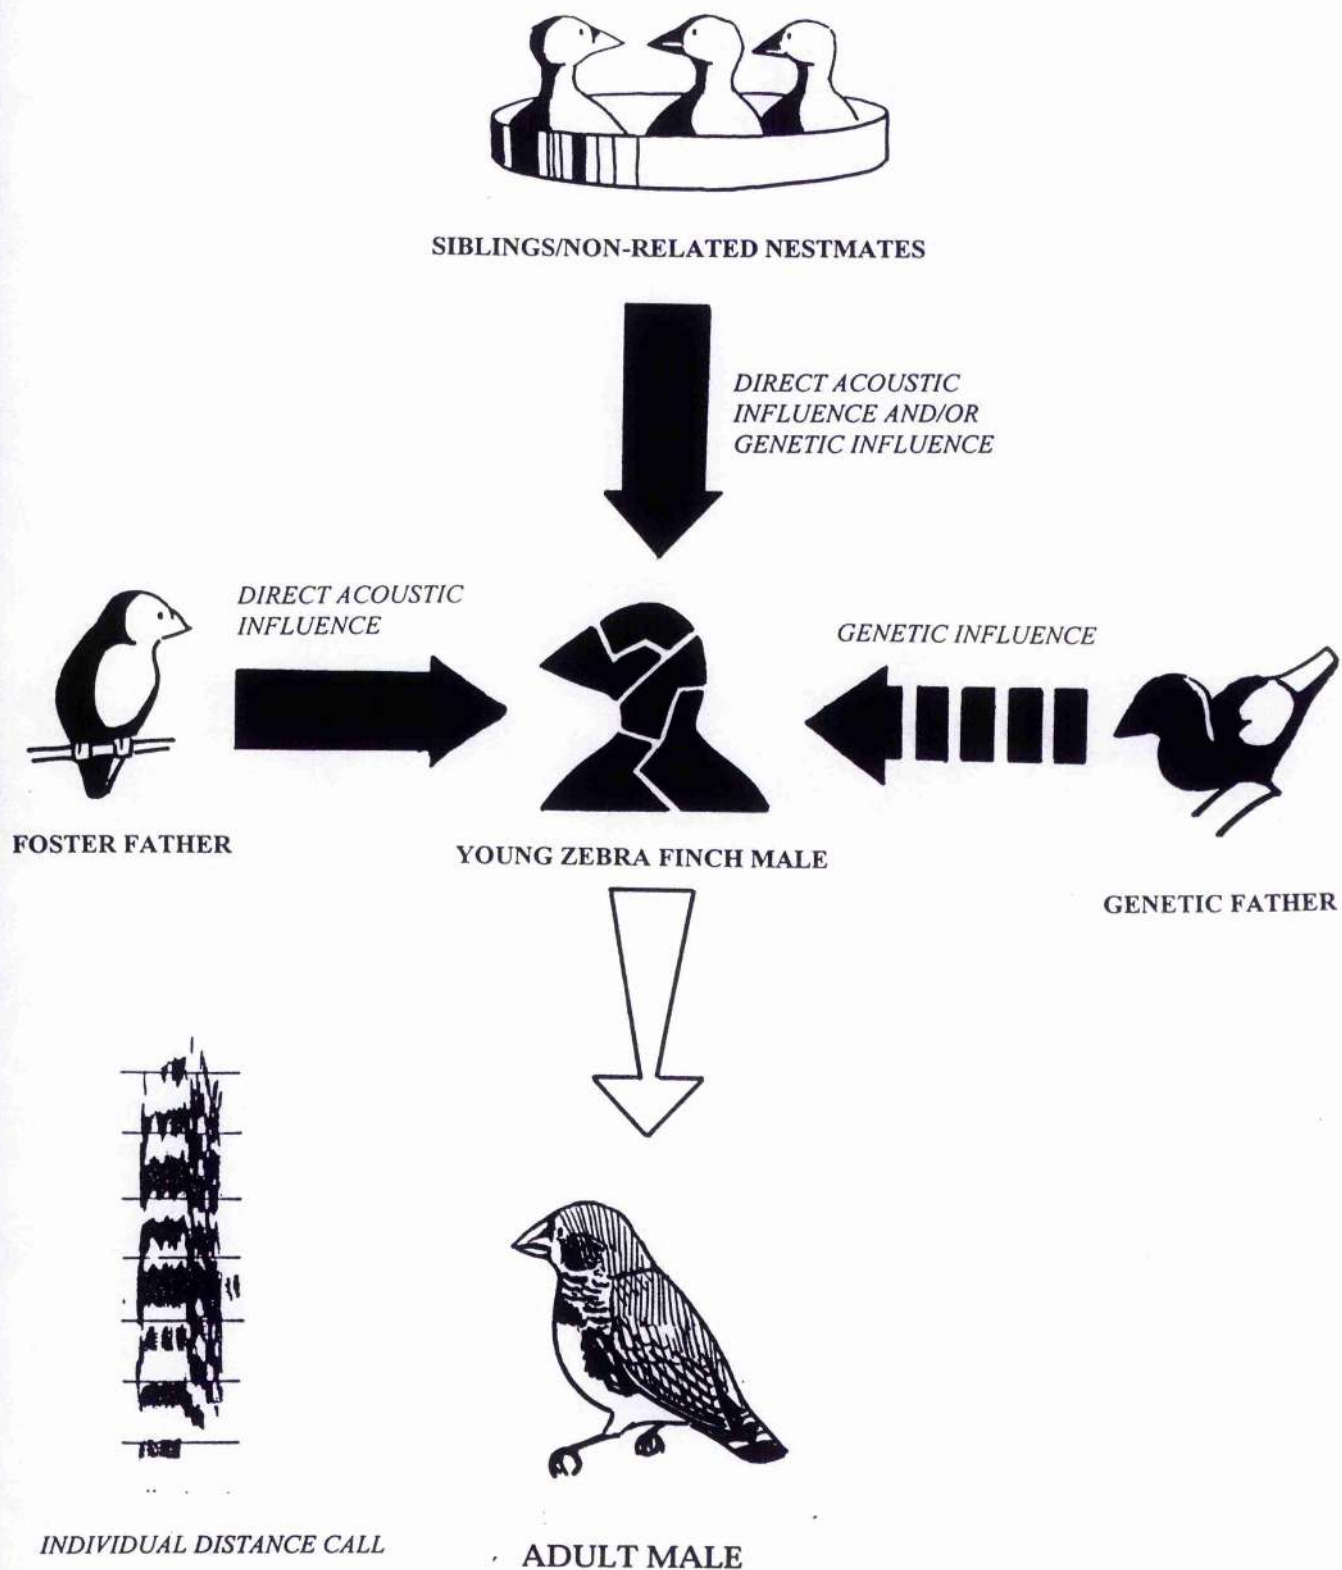 SIBLINGS/NON-RELATED NESTMATES
DIRECT ACOUSTIC
INFLUENCE AND/OR
GENETIC INFLUENCE
DIRECT ACOUSTIC
INFLUENCE
GENETIC INFLUENCE
FOSTER FATHER
YOUNG ZEBRA FINCH MALE
GENETIC FATHER
INDIVIDUAL DISTANCE CALL
ADULT MALE